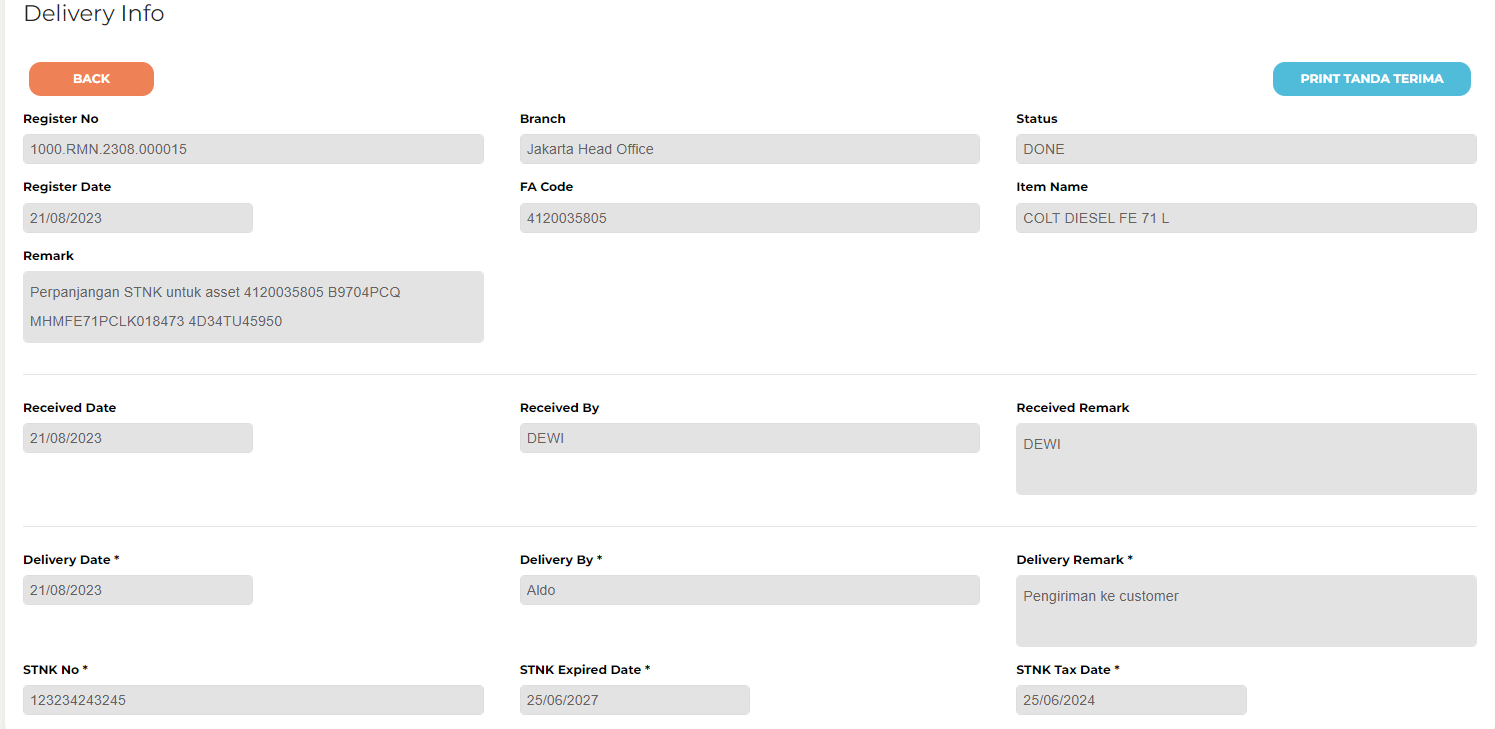 Delivery Info
BACK
PRINT TANDA TERIMA
Register No
Branch
Status
1000.RMN.2308.000015
Jakarta Head Office
DONE
Register Date
FA Code
Item Name
21/08/2023
4120035805
COLT DIESEL FE 71 L
Remark
Perpanjangan STNK untuk asset 4120035805 B9704PCQ
MHMFE71PCLK018473 4D34TU45950
Received Date
Received By
Received Remark
21/08/2023
DEWI
DEWI
Delivery Date *
Delivery By *
Delivery Remark *
21/08/2023
Aldo
Pengiriman ke customer
STNK No *
STNK Expired Date *
STNK Tax Date *
123234243245
25/06/2027
25/06/2024